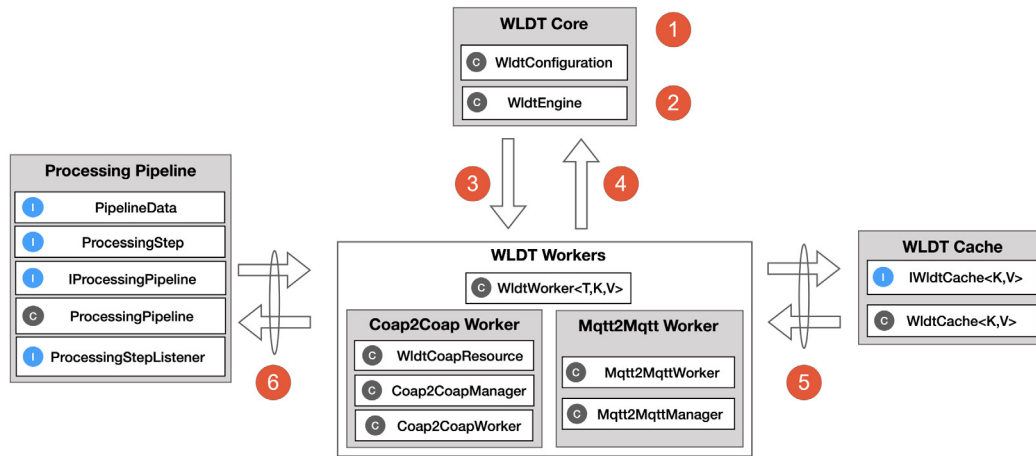 WLDT Core
1
C WldtConfiguration
C WldtEngine
2
3
4
Processing Pipeline
I PipelineData
I ProcessingStep
I IProcessingPipeline
C ProcessingPipeline
I ProcessingStepListener
6
WLDT Workers
C WldtWorker<T,K,V>
Coap2Coap Worker
C WldtCoapResource
C Coap2CoapManager
C Coap2CoapWorker
Mqtt2Mqtt Worker
C Mqtt2MqttWorker
C Mqtt2MqttManager
WLDT Cache
I IWldtCache<K,V>
C WldtCache<K,V>
5